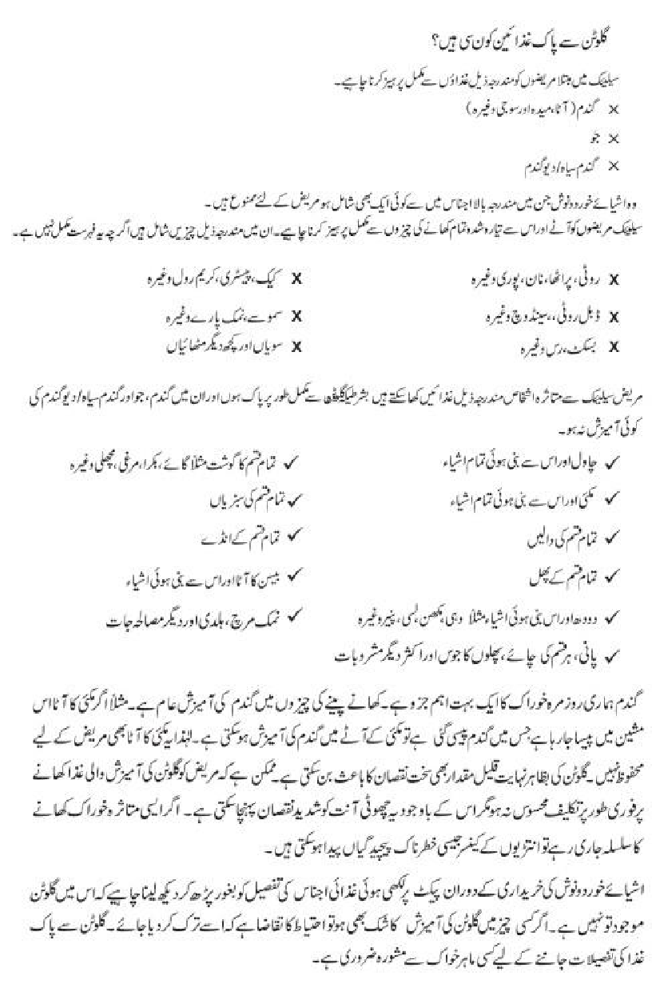 گلوٹن سے پاک غذائیں کون سی ہیں؟
سیلیک میں مبتلا مریضوں کو مندرجہ ذیل غذاؤں سے مکمل پرہیز کرنا چاہیے۔
× گندم (آٹا، میدہ اور سوجی وغیرہ)
× جَو
× گندم سیاہ/دیوگندم
وہ اشیائے خوردونوش جن میں مندرجہ بالا اجناس میں سے کوئی ایک بھی شامل ہو مریض کے لئے ممنوع ہیں۔
سیلیک مریضوں کو آٹے اور اس سے تیار شدہ تمام کھانے کی چیزوں سے مکمل پرہیز کرنا چاہیے۔ ان میں مندرجہ ذیل چیزیں شامل ہیں اگرچہ یہ فہرست مکمل نہیں ہے۔
X روٹی، پراٹھا، نان، پوری وغیرہ X کیک، پیسٹری، کریم رول وغیرہ
X ڈبل روٹی،، سینڈوچ وغیرہ X سموسے، نمک پارے وغیرہ
X بسکٹ، رس وغیرہ X سویاں اور کچھ دیگر مٹھائیاں
مریض سیلیک سے متاثرہ اشخاص مندرجہ ذیل غذائیں کھا سکتے ہیں بشرطیکہ گلوٹن سے مکمل طور پر پاک ہوں اور ان میں گندم، جو اور گندم سیاہ/دیوگندم کی
کوئی آمیزش نہ ہو۔
✓ چاول اور اس سے بنی ہوئی تمام اشیاء ✓ تمام قسم کا گوشت مثلاً گائے، بکرا، مرغی، مچھلی وغیرہ
✓ مکئی اور اس سے بنی ہوئی تمام اشیاء ✓ تمام قسم کی سبزیاں
✓ تمام قسم کی دالیں ✓ تمام قسم کے انڈے
✓ تمام قسم کے پھل ✓ بیسن کا آٹا اور اس سے بنی ہوئی اشیاء
✓ دودھ اور اس بنی ہوئی اشیاء مثلاً دہی، مکھن، لسی، پنیر وغیرہ ✓ نمک مرچ، ہلدی اور دیگر مصالحہ جات
✓ پانی، ہر قسم کی چائے، پھلوں کا جوس اور اکثر دیگر مشروبات
گندم ہماری روزمرہ خوراک کا ایک بہت اہم جزو ہے۔ کھانے پینے کی چیزوں میں گندم کی آمیزش عام ہے۔ مثلاً اگر مکئی کا آٹا اس
مشین میں پیسا جا رہا ہے جس میں گندم پیسی گئی ہے تو مکئی کے آٹے میں گندم کی آمیزش ہوسکتی ہے۔ لہٰذا یہ مکئی کا آٹا بھی مریض کے لیے
محفوظ نہیں۔ گلوٹن کی بظاہر نہایت قلیل مقدار بھی سخت نقصان کا باعث بن سکتی ہے۔ ممکن ہے کہ مریض کو گلوٹن کی آمیزش والی غذا کھانے
پر فوری طور پر تکلیف محسوس نہ ہو مگر اس کے باوجود یہ چھوٹی آنت کو شدید نقصان پہنچا سکتی ہے۔ اگر ایسی متاثرہ خوراک کھانے
کا سلسلہ جاری رہے تو انتڑیوں کے کینسر جیسی خطرناک پیچیدگیاں پیدا ہوسکتی ہیں۔
اشیائے خوردونوش کی خریداری کے دوران پیکٹ پر لکھی ہوئی غذائی اجناس کی تفصیل کو بغور پڑھ کر دیکھ لینا چاہیے کہ اس میں گلوٹن
موجود تو نہیں ہے۔ اگر کسی چیز میں گلوٹن کی آمیزش کا شک بھی ہو تو احتیاط کا تقاضا ہے کہ اسے ترک کر دیا جائے۔ گلوٹن سے پاک
غذا کی تفصیلات جاننے کے لیے کسی ماہر خواک سے مشورہ ضروری ہے۔